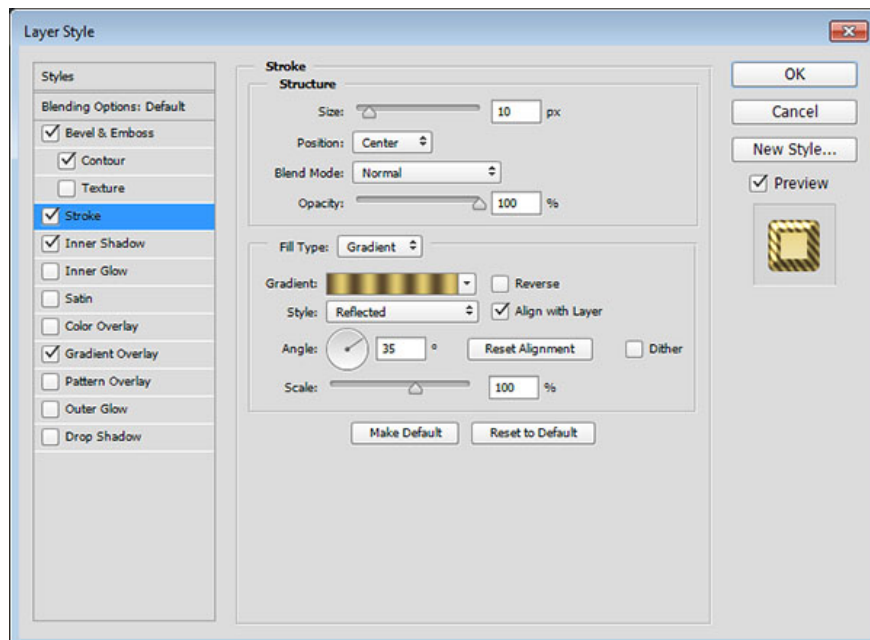 Layer Style
Styles
Blending Options: Default
Bevel & Emboss
Contour
Texture
Stroke
Inner Shadow
Inner Glow
Satin
Color Overlay
Gradient Overlay
Pattern Overlay
Outer Glow
Drop Shadow
Stroke
Structure
Size: 10 px
Position: Center
Blend Mode: Normal
Opacity: 100 %
Fill Type: Gradient
Gradient: Reverse
Style: Reflected Align with Layer
Angle: 35 ° Reset Alignment Dither
Scale: 100 %
Make Default Reset to Default
OK
Cancel
New Style...
Preview